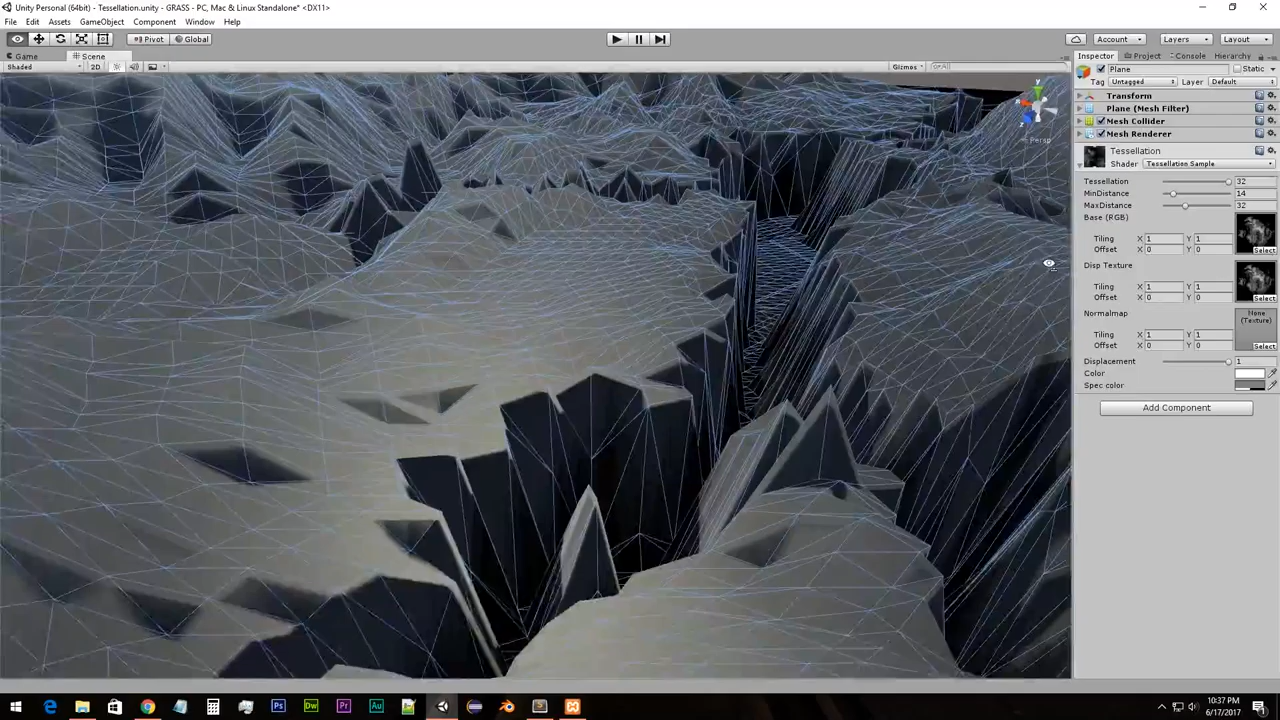 Unity Personal (64bit) - Tessellation.unity - GRASS - PC, Mac & Linux Standalone* <DX11>
File Edit Assets GameObject Component Window Help
Pivot Global Account Layers Layout
Game Scene Inspector Project Console Hierarchy
Shaded 2D Gizmos All
Plane Static
Tag Untagged Layer Default
Transform
Plane (Mesh Filter)
Mesh Collider
Mesh Renderer
Tessellation
Shader Tessellation Sample
Tessellation 32
MinDistance 14
MaxDistance 32
Base (RGB)
Tiling X 1 Y 1
Offset X 0 Y 0 Select
Disp Texture
Tiling X 1 Y 1
Offset X 0 Y 0 Select
Normalmap None (Texture)
Tiling X 1 Y 1
Offset X 0 Y 0 Select
Displacement 1
Color
Spec color
Add Component
y
x
z
Persp
Ps Dw Pr Au
10:37 PM
6/17/2017